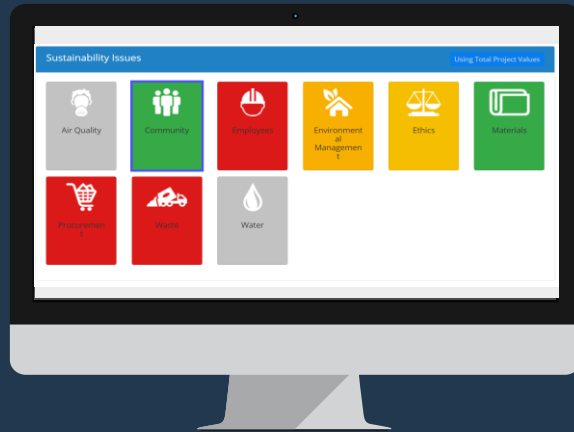 Sustainability Issues
Using Total Project Values
Air Quality
Community
Employees
Environment
al
Managemen
t
Ethics
Materials
Procuremen
t
Waste
Water